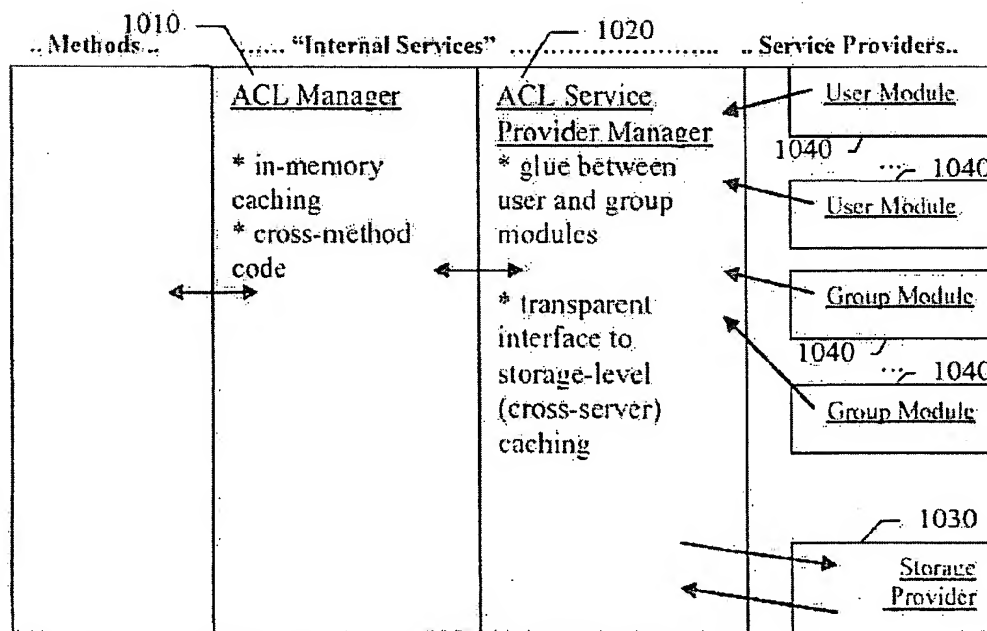 1010
1020
.. Methods .. ...... “Internal Services” ....................... .. Service Providers..
ACL Manager
* in-memory
caching
* cross-method
code
ACL Service
Provider Manager
* glue between
user and group
modules
* transparent
interface to
storage-level
(cross-server)
caching
User Module
1040
... 1040
User Module
Group Module
1040
... 1040
Group Module
1030
Storage
Provider